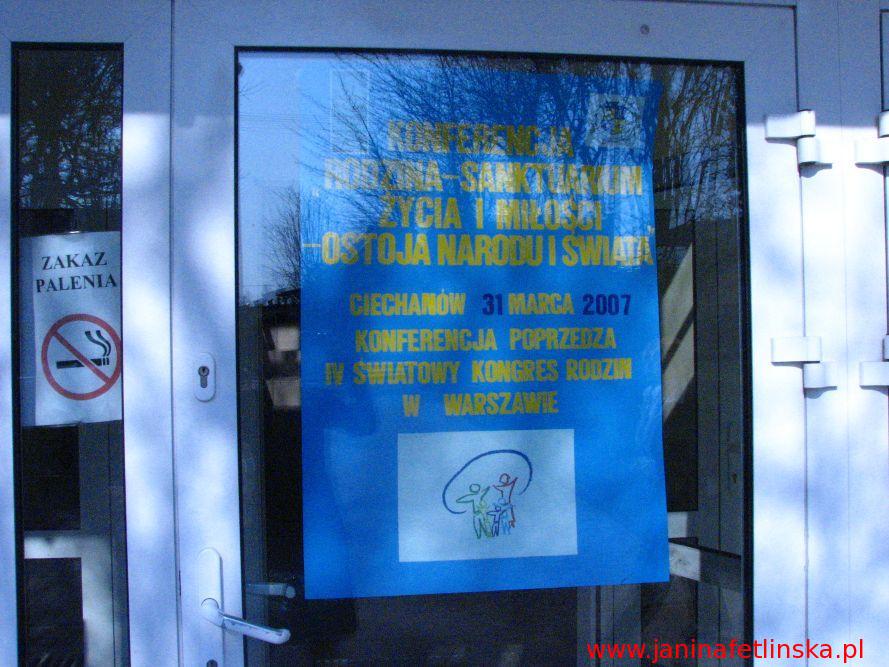 ZAKAZ
PALENIA
KONFERENCJA
„RODZINA–SANKTUARIUM
ŻYCIA I MIŁOŚCI
–OSTOJA NARODU I ŚWIATA”
CIECHANÓW 31 MARCA 2007
KONFERENCJA POPRZEDZA
IV ŚWIATOWY KONGRES RODZIN
W WARSZAWIE
www.janinafetlinska.pl